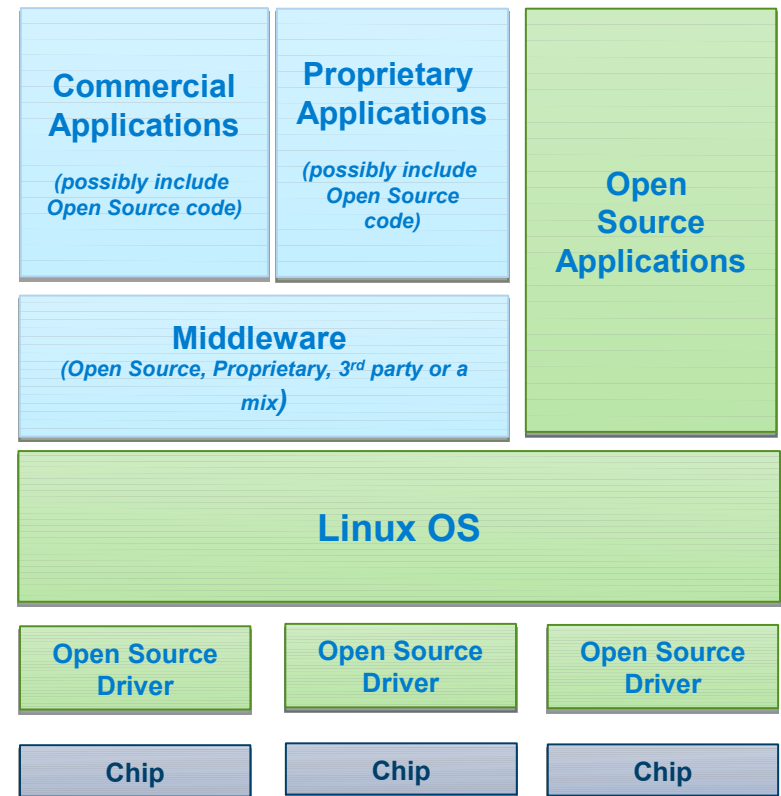 Commercial
Applications
(possibly include
Open Source code)
Proprietary
Applications
(possibly include
Open Source
code)
Open
Source
Applications
Middleware
(Open Source, Proprietary, 3rd party or a
mix)
Linux OS
Open Source
Driver
Open Source
Driver
Open Source
Driver
Chip
Chip
Chip